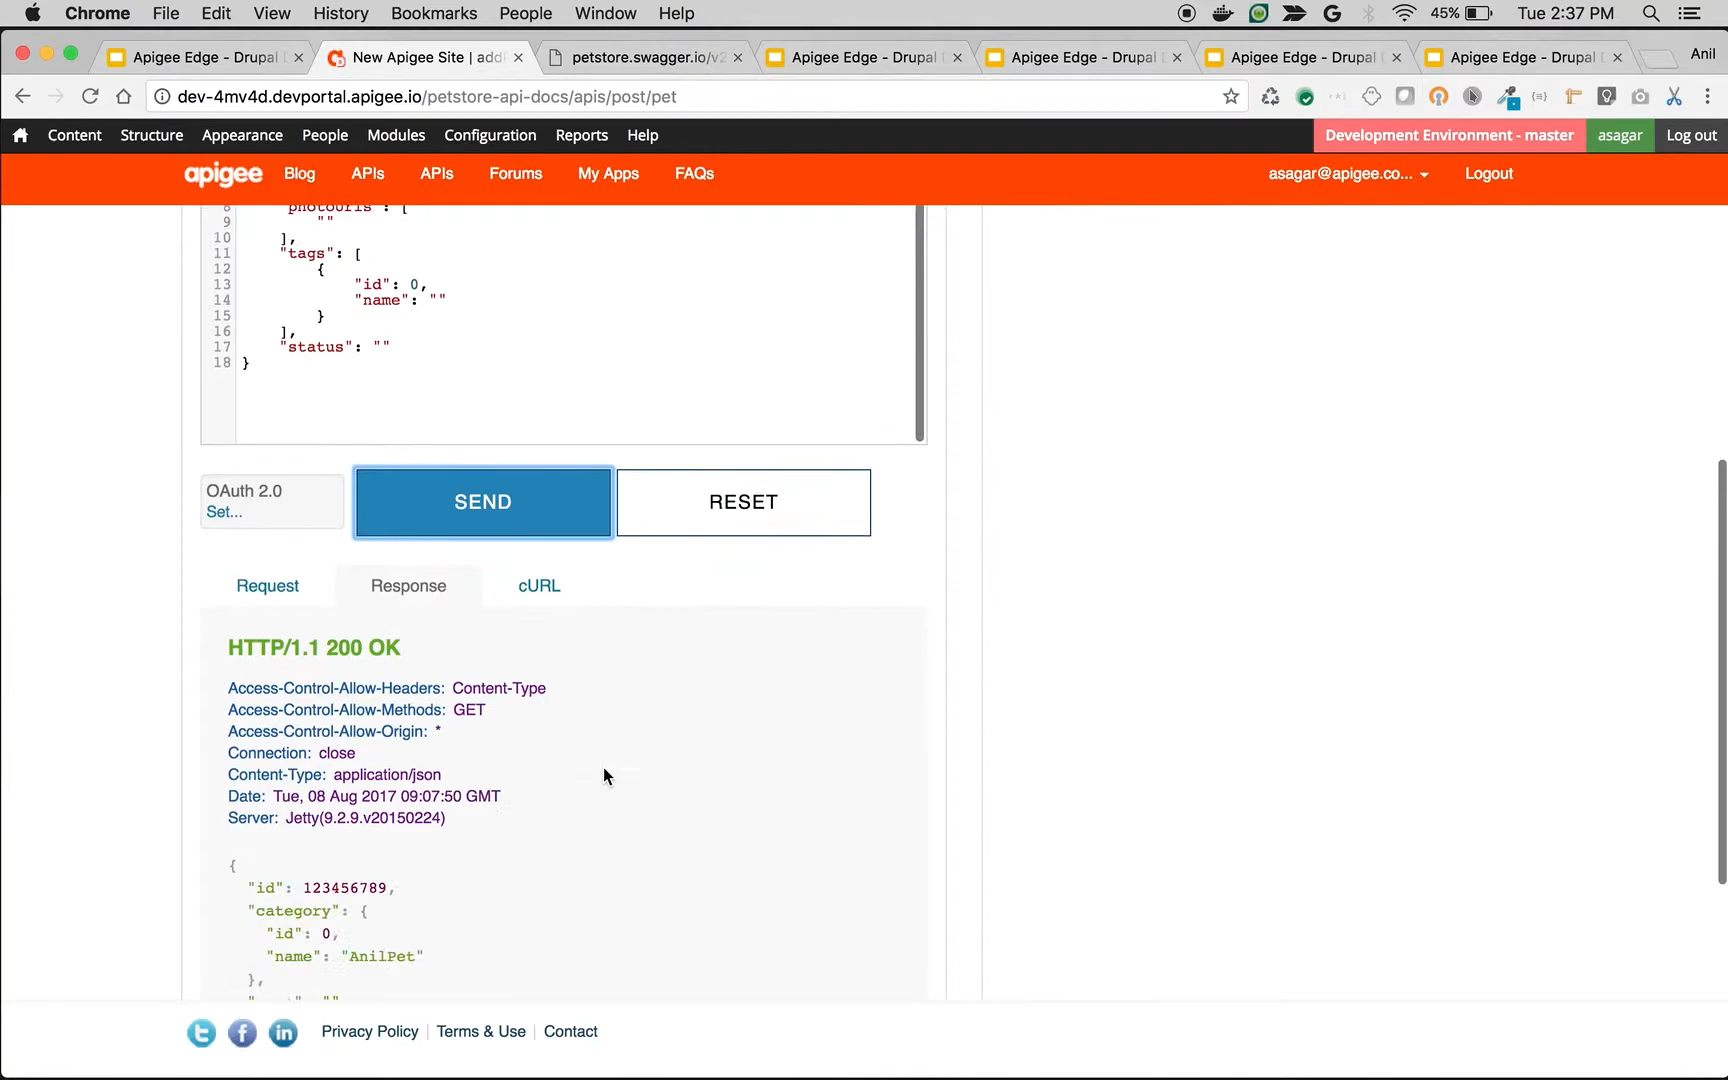 Chrome File Edit View History Bookmarks People Window Help 45% Tue 2:37 PM
Apigee Edge - Drupal New Apigee Site | add petstore.swagger.io/v2 Apigee Edge - Drupal Apigee Edge - Drupal Apigee Edge - Drupal Apigee Edge - Drupal Anil
dev-4mv4d.devportal.apigee.io/petstore-api-docs/apis/post/pet
Content Structure Appearance People Modules Configuration Reports Help Development Environment - master asagar Log out
apigee Blog APIs APIs Forums My Apps FAQs asagar@apigee.co... Logout
8 "photoUrls": [
9 ""
10 ],
11 "tags": [
12 {
13 "id": 0,
14 "name": ""
15 }
16 ],
17 "status": ""
18 }
OAuth 2.0
Set...
SEND RESET
Request Response cURL
HTTP/1.1 200 OK
Access-Control-Allow-Headers: Content-Type
Access-Control-Allow-Methods: GET
Access-Control-Allow-Origin: *
Connection: close
Content-Type: application/json
Date: Tue, 08 Aug 2017 09:07:50 GMT
Server: Jetty(9.2.9.v20150224)
{
"id": 123456789,
"category": {
"id": 0,
"name": "AnilPet"
},
Privacy Policy | Terms & Use | Contact